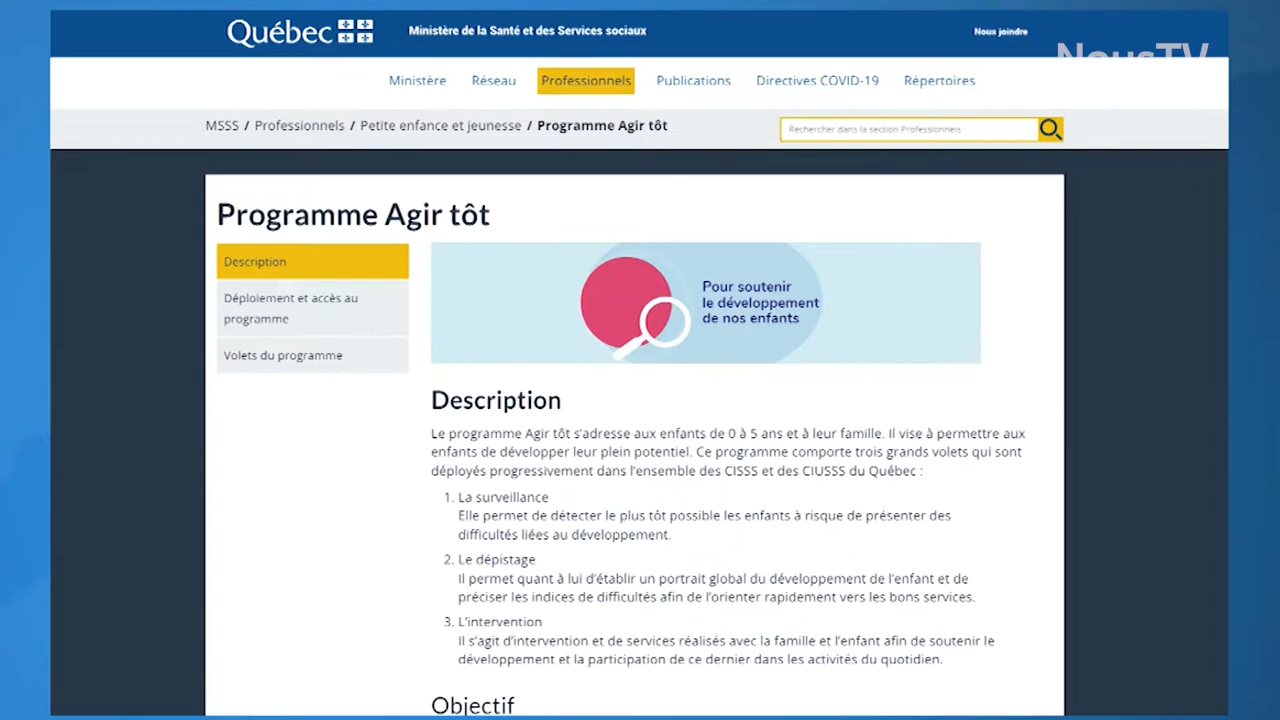 Québec
Ministère de la Santé et des Services sociaux
Nous joindre
NousTV
Ministère Réseau Professionnels Publications Directives COVID-19 Répertoires
MSSS / Professionnels / Petite enfance et jeunesse / Programme Agir tôt
Rechercher dans la section Professionnels
Programme Agir tôt
Description
Déploiement et accès au
programme
Volets du programme
Pour soutenir
le développement
de nos enfants
Description
Le programme Agir tôt s’adresse aux enfants de 0 à 5 ans et à leur famille. Il vise à permettre aux
enfants de développer leur plein potentiel. Ce programme comporte trois grands volets qui sont
déployés progressivement dans l’ensemble des CISSS et des CIUSSS du Québec :
1. La surveillance
Elle permet de détecter le plus tôt possible les enfants à risque de présenter des
difficultés liées au développement.
2. Le dépistage
Il permet quant à lui d’établir un portrait global du développement de l’enfant et de
préciser les indices de difficultés afin de l’orienter rapidement vers les bons services.
3. L’intervention
Il s’agit d’intervention et de services réalisés avec la famille et l’enfant afin de soutenir le
développement et la participation de ce dernier dans les activités du quotidien.
Objectif